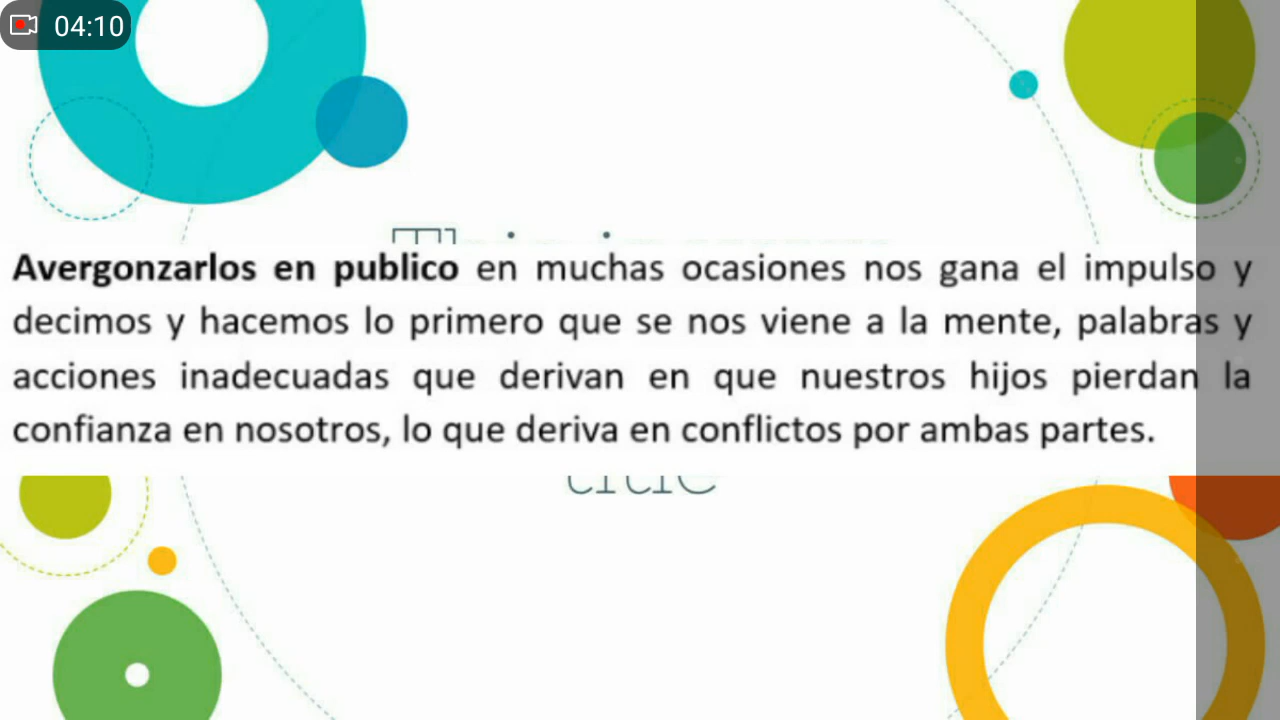 04:10
Avergonzarlos en publico en muchas ocasiones nos gana el impulso y
decimos y hacemos lo primero que se nos viene a la mente, palabras y
acciones inadecuadas que derivan en que nuestros hijos pierdan la
confianza en nosotros, lo que deriva en conflictos por ambas partes.
title